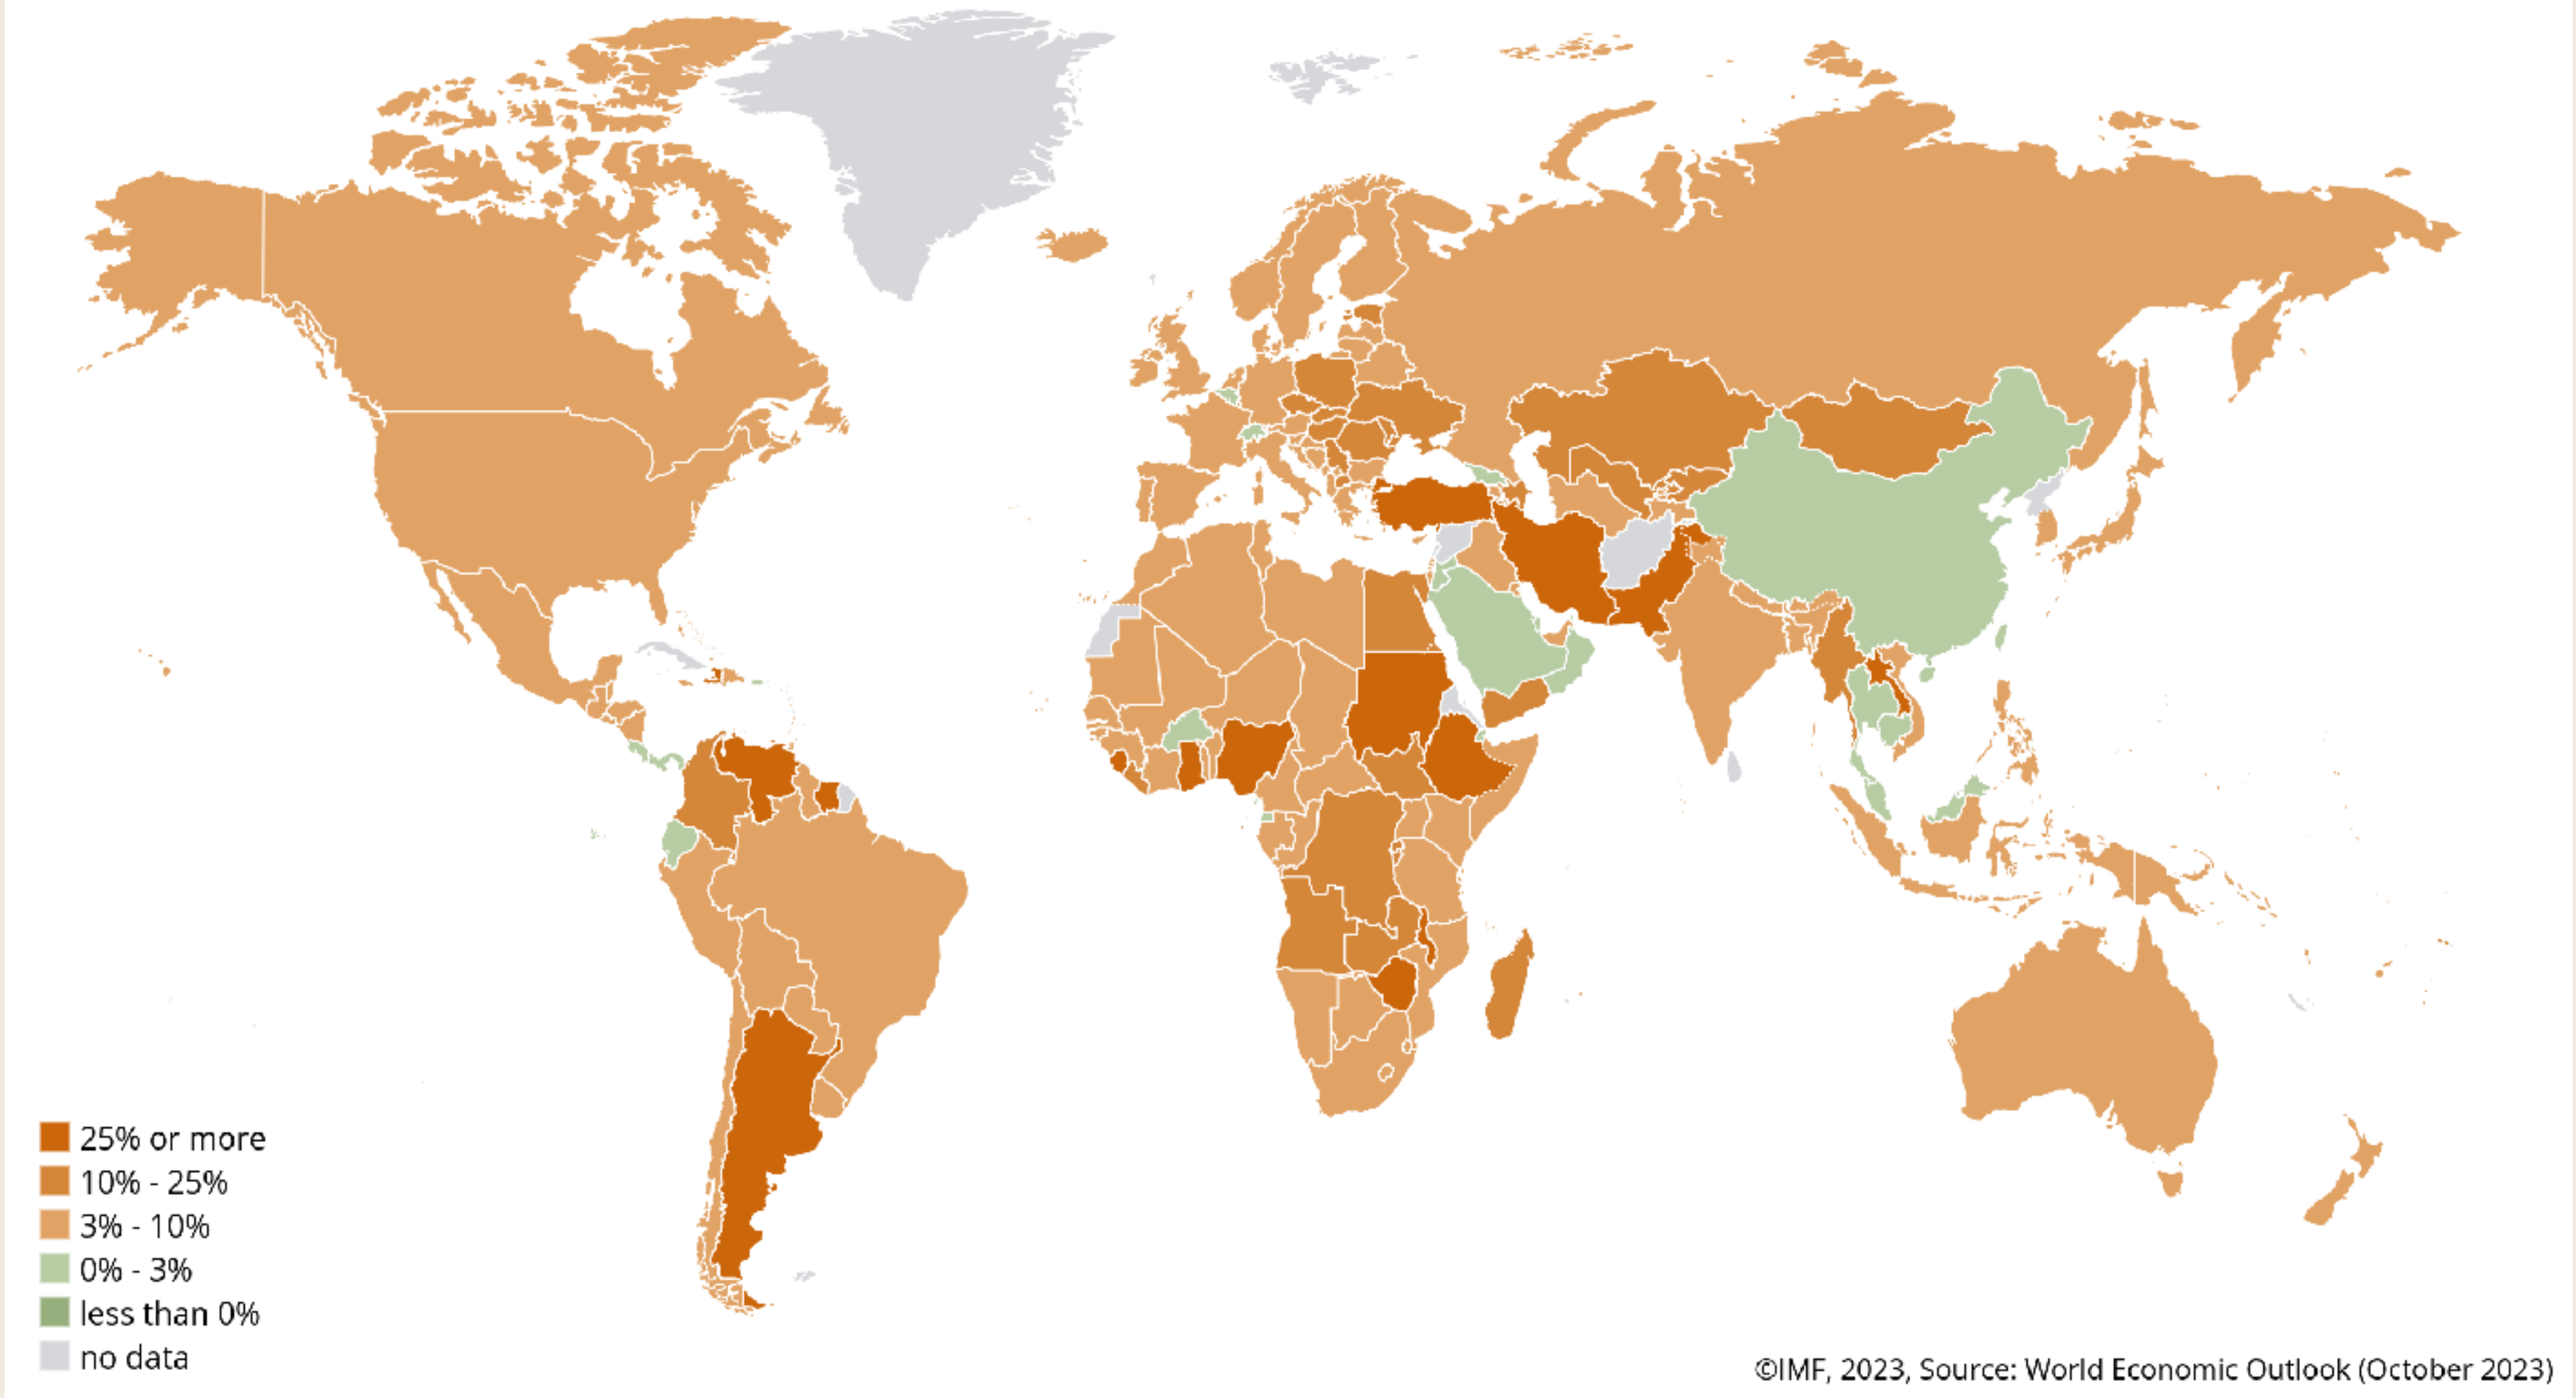 25% or more
10% - 25%
3% - 10%
0% - 3%
less than 0%
no data
©IMF, 2023, Source: World Economic Outlook (October 2023)